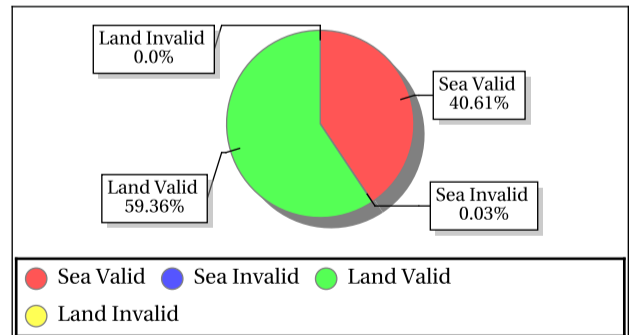 Land Invalid
0.0%
Sea Valid
40.61%
Land Valid
59.36%
Sea Invalid
0.03%
Sea Valid Sea Invalid Land Valid
Land Invalid